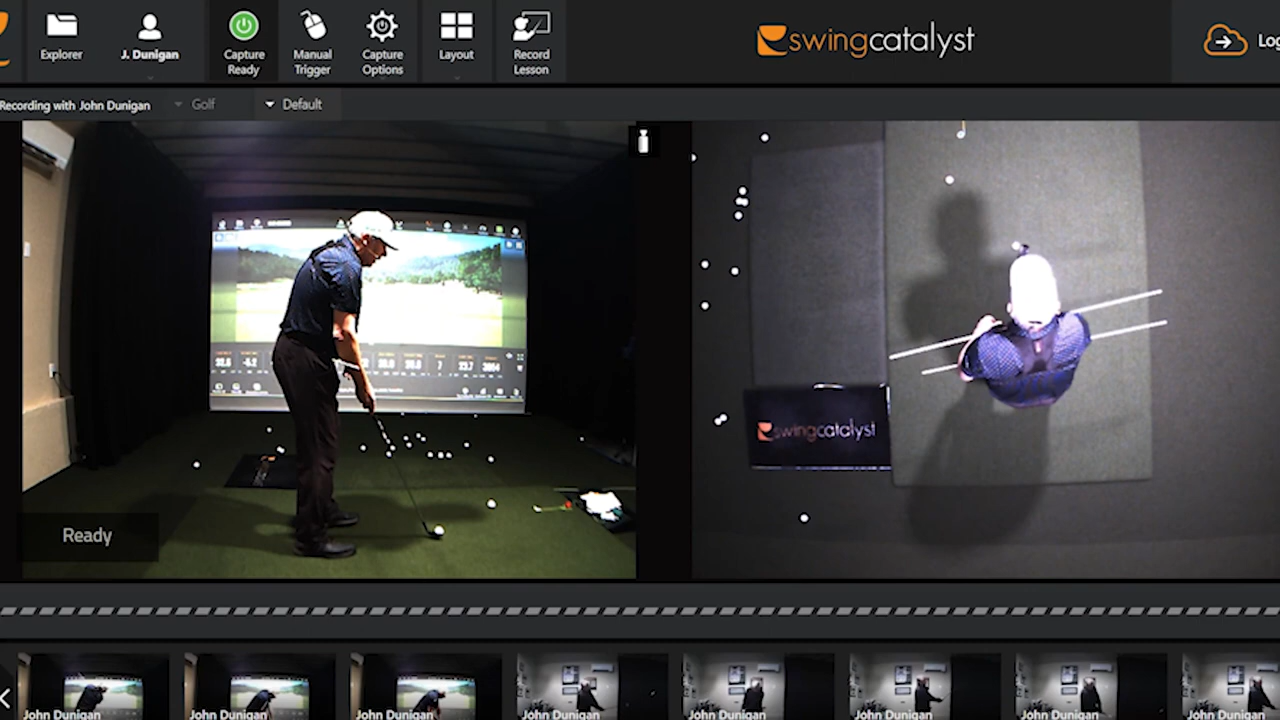 Explorer
J. Dunigan
Capture
Ready
Manual
Trigger
Capture
Options
Layout
Record
Lesson
swingcatalyst
Log
Recording with John Dunigan
Golf
Default
swingcatalyst
Ready
John Dunigan
John Dunigan
John Dunigan
John Dunigan
John Dunigan
John Dunigan
John Dunigan
John Dunigan